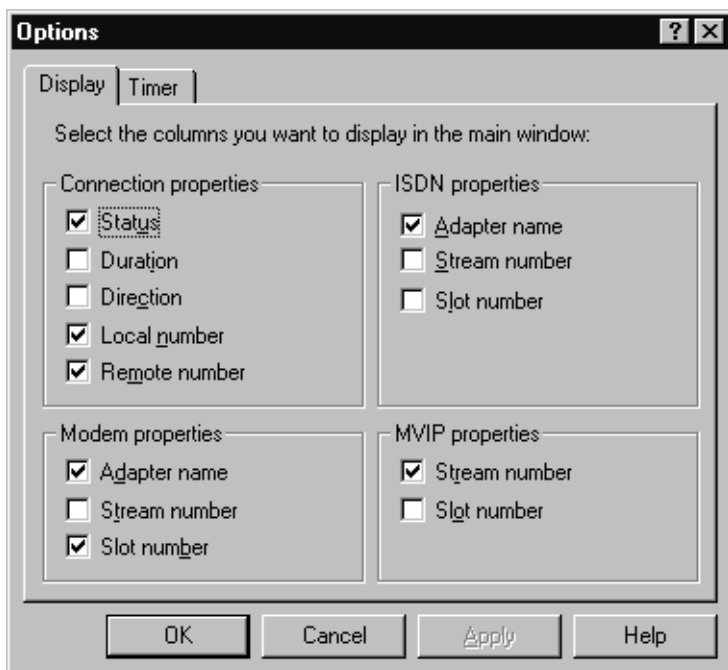 Options
Display
Timer
Select the columns you want to display in the main window:
Connection properties
Status
Duration
Direction
Local number
Remote number
ISDN properties
Adapter name
Stream number
Slot number
Modem properties
Adapter name
Stream number
Slot number
MVIP properties
Stream number
Slot number
OK
Cancel
Apply
Help